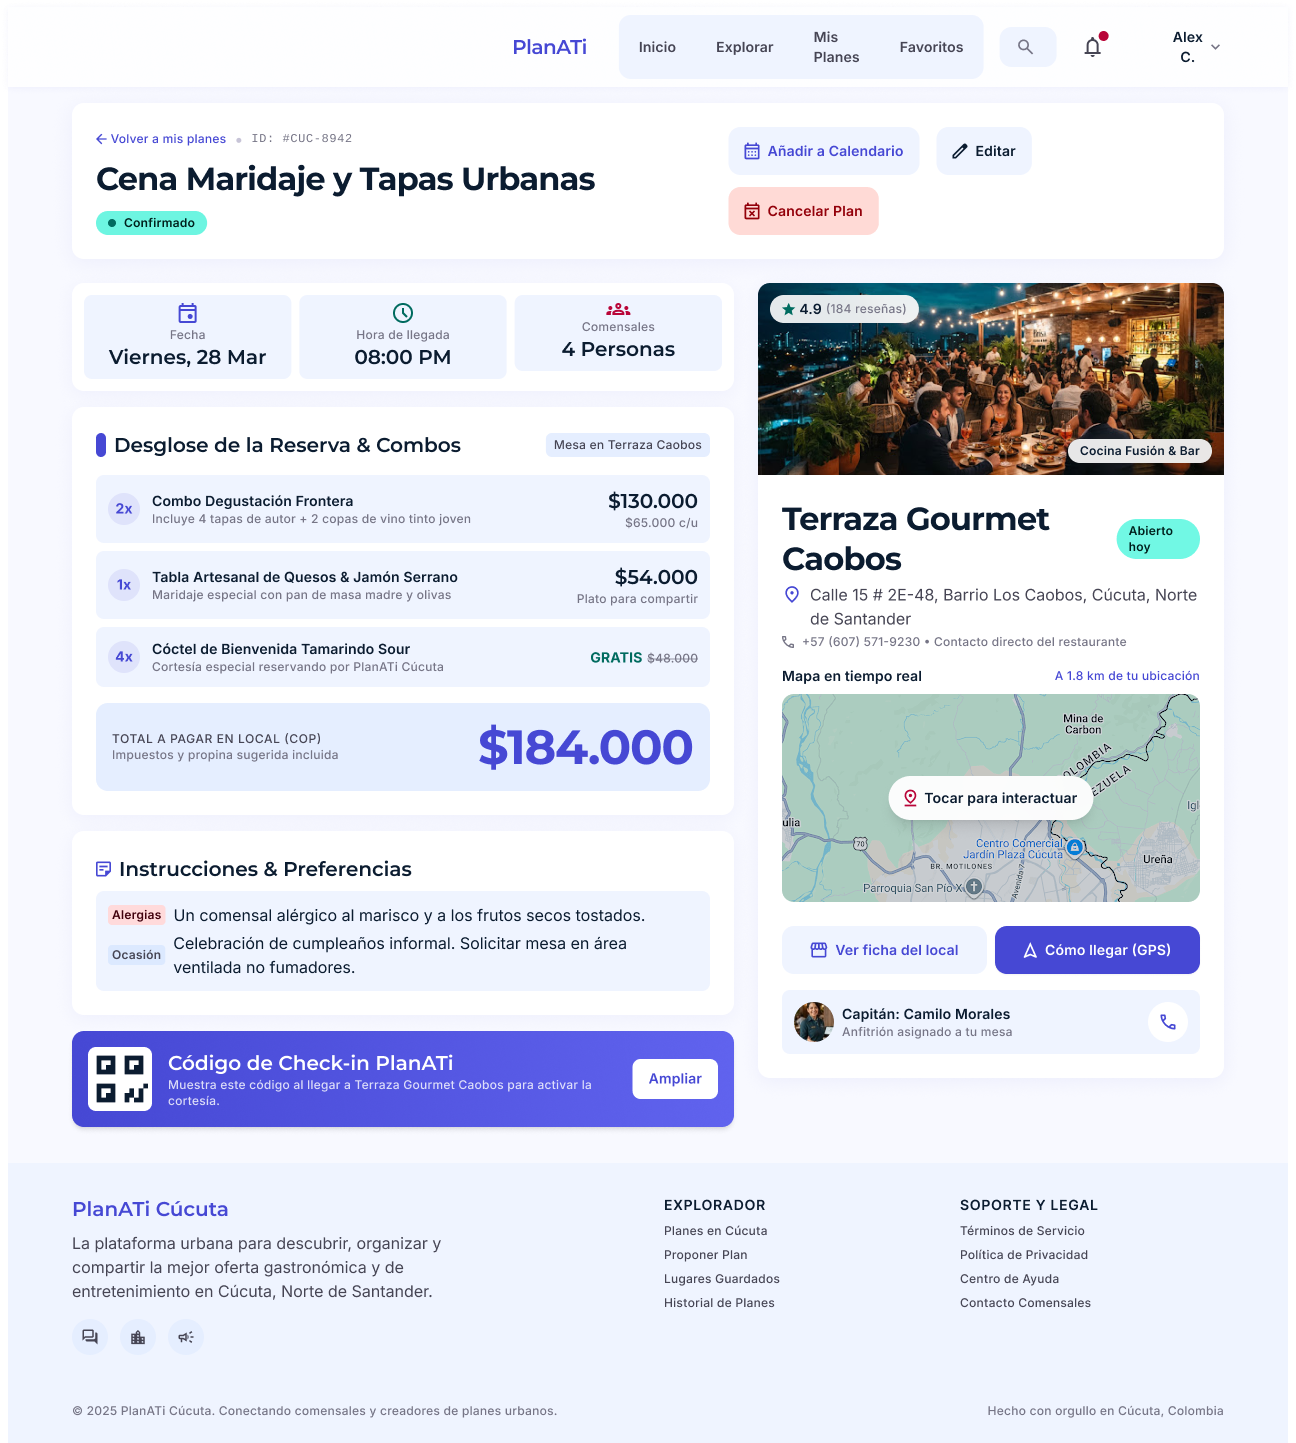 PlanATi
Inicio
Explorar
Mis
Planes
Favoritos
Alex
C.
Volver a mis planes
ID: #CUC-8942
Cena Maridaje y Tapas Urbanas
Confirmado
Añadir a Calendario
Editar
Cancelar Plan
Fecha
Viernes, 28 Mar
Hora de llegada
08:00 PM
Comensales
4 Personas
Desglose de la Reserva & Combos
Mesa en Terraza Caobos
2x
Combo Degustación Frontera
Incluye 4 tapas de autor + 2 copas de vino tinto joven
$130.000
$65.000 c/u
1x
Tabla Artesanal de Quesos & Jamón Serrano
Maridaje especial con pan de masa madre y olivas
$54.000
Plato para compartir
4x
Cóctel de Bienvenida Tamarindo Sour
Cortesía especial reservando por PlanATi Cúcuta
GRATIS $48.000
TOTAL A PAGAR EN LOCAL (COP)
Impuestos y propina sugerida incluida
$184.000
Instrucciones & Preferencias
Alergias
Un comensal alérgico al marisco y a los frutos secos tostados.
Ocasión
Celebración de cumpleaños informal. Solicitar mesa en área
ventilada no fumadores.
Código de Check-in PlanATi
Muestra este código al llegar a Terraza Gourmet Caobos para activar la
cortesía.
Ampliar
4.9 (184 reseñas)
Cocina Fusión & Bar
Terraza Gourmet
Caobos
Abierto
hoy
Calle 15 # 2E-48, Barrio Los Caobos, Cúcuta, Norte
de Santander
+57 (607) 571-9230 • Contacto directo del restaurante
Mapa en tiempo real
A 1.8 km de tu ubicación
Mina de
Carbon
OLOMBIA
EZUELA
Tocar para interactuar
Igl
ulia
70
Centro Comercial
Jardín Plaza Cúcuta
BR. MOTILONES
Ureña
Parroquia San Pío X
Avenida 7
Ver ficha del local
Cómo llegar (GPS)
Capitán: Camilo Morales
Anfitrión asignado a tu mesa
PlanATi Cúcuta
La plataforma urbana para descubrir, organizar y
compartir la mejor oferta gastronómica y de
entretenimiento en Cúcuta, Norte de Santander.
EXPLORADOR
Planes en Cúcuta
Proponer Plan
Lugares Guardados
Historial de Planes
SOPORTE Y LEGAL
Términos de Servicio
Política de Privacidad
Centro de Ayuda
Contacto Comensales
© 2025 PlanATi Cúcuta. Conectando comensales y creadores de planes urbanos.
Hecho con orgullo en Cúcuta, Colombia